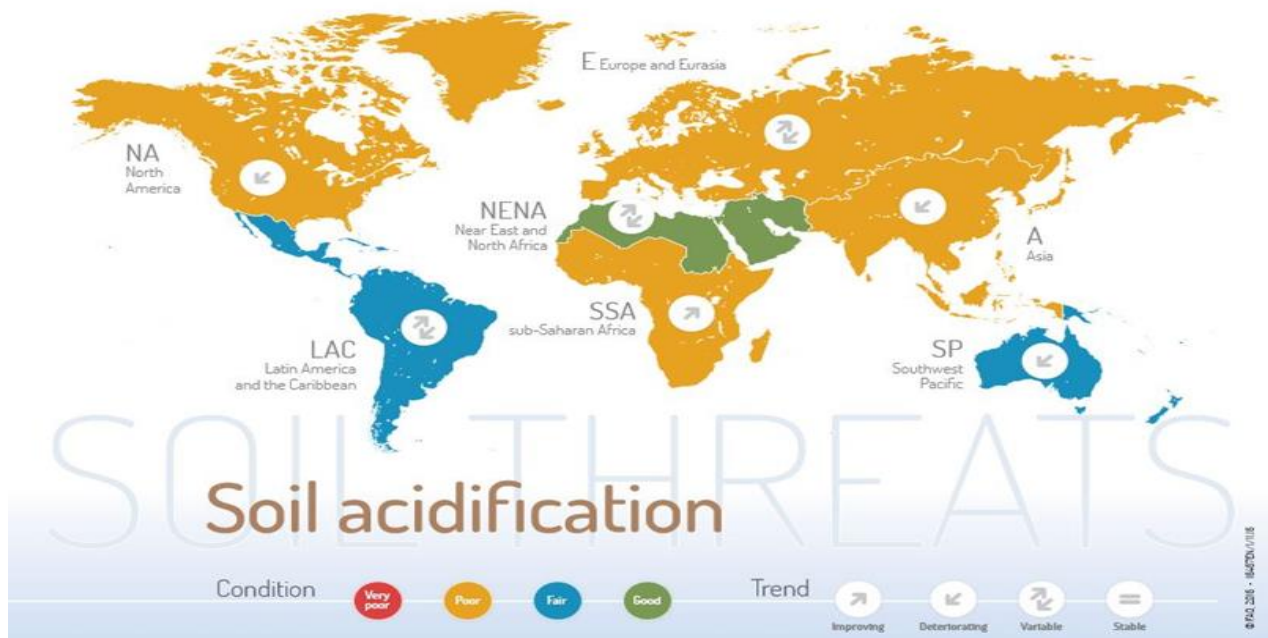 E Europe and Eurasia
NA
North
America
NENA
Near East and
North Africa
A
Asia
SSA
sub-Saharan Africa
LAC
Latin America
and the Caribbean
SP
Southwest
Pacific
SOIL THREATS
Soil acidification
Condition
Very
poor
Poor
Fair
Good
Trend
Improving
Deteriorating
Variable
Stable
© FAO, 2015